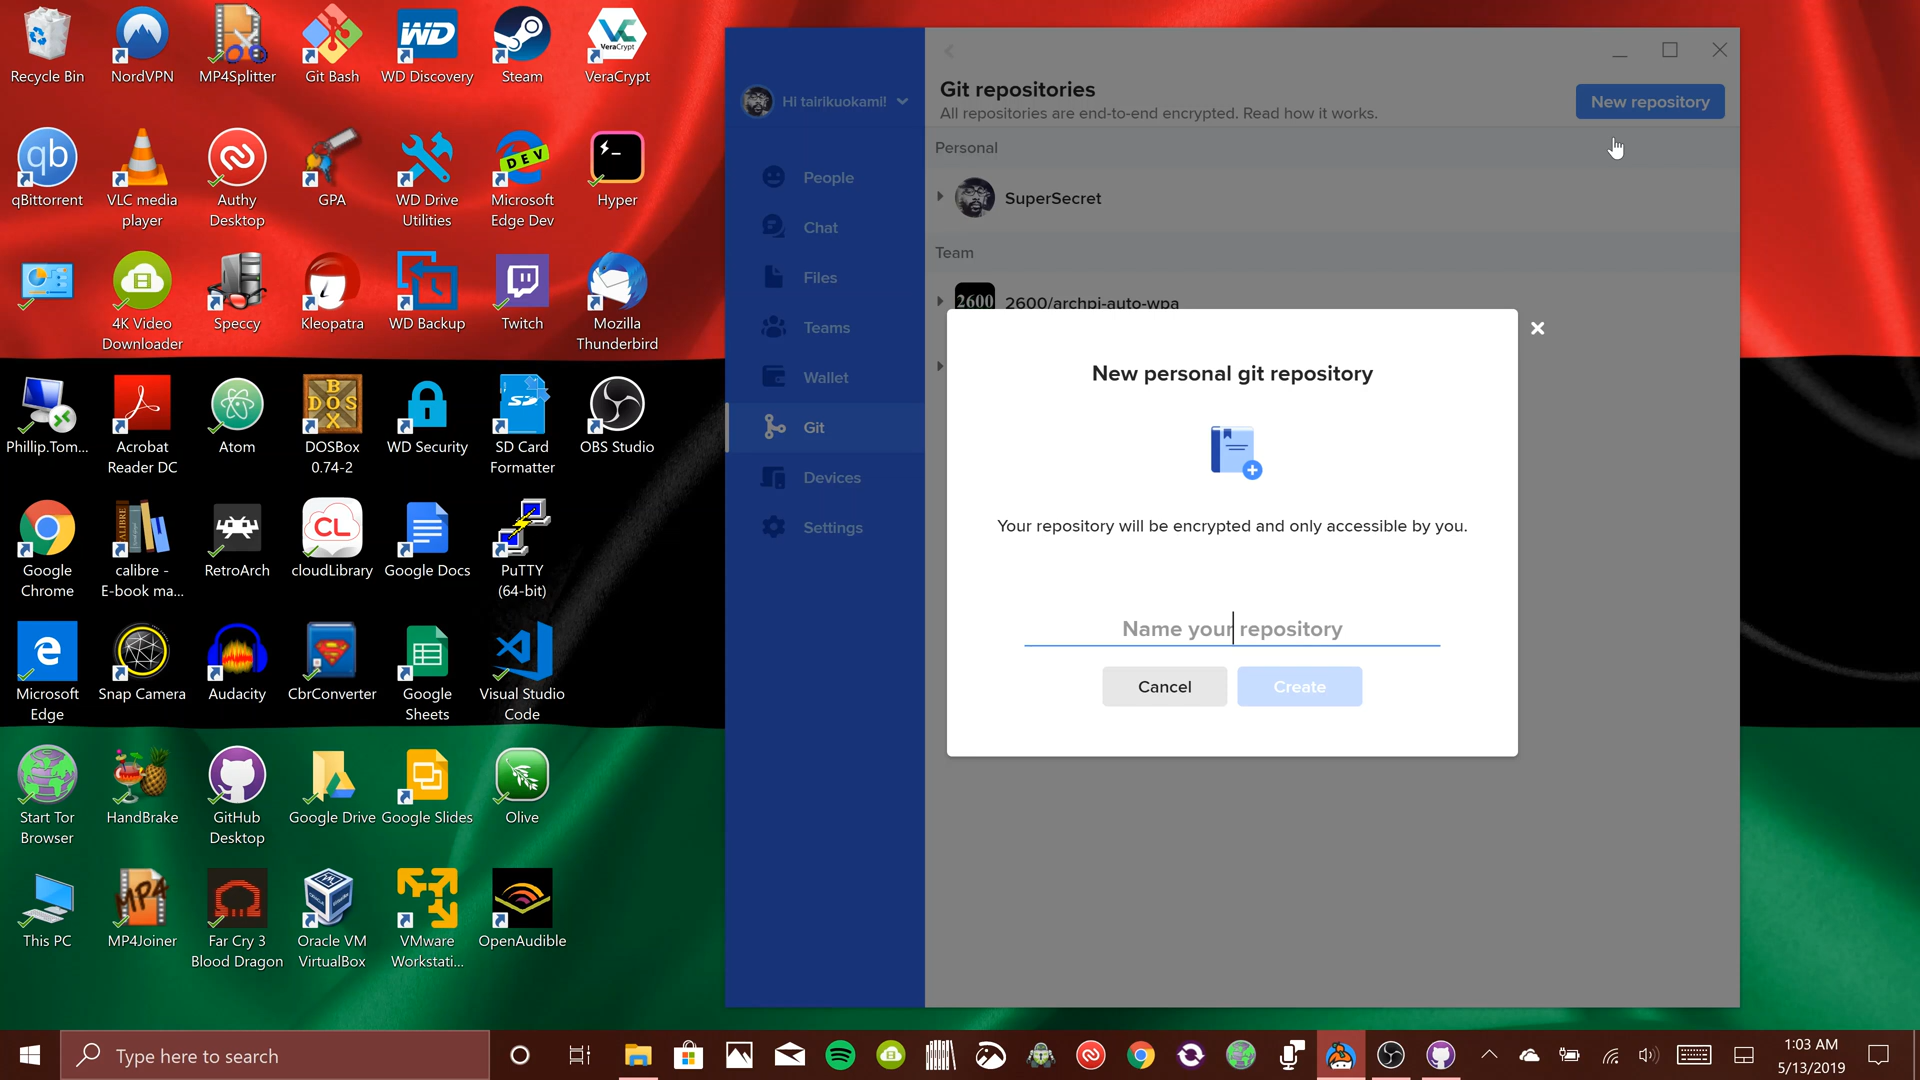 Recycle Bin
NordVPN
MP4Splitter
Git Bash
WD
WD Discovery
Steam
VC
VeraCrypt
VeraCrypt
qb
qBittorrent
VLC media
player
Authy
Desktop
GPA
WD Drive
Utilities
DEV
Microsoft
Edge Dev
Hyper
4K Video
Downloader
Speccy
Kleopatra
WD Backup
Twitch
Mozilla
Thunderbird
Phillip.Tom...
Acrobat
Reader DC
Atom
DOSBox
0.74-2
WD Security
SD Card
Formatter
OBS Studio
Google
Chrome
CALIBRE
calibre -
E-book ma...
RetroArch
CL
cloudLibrary
Google Docs
PuTTY
(64-bit)
Microsoft
Edge
Snap Camera
Audacity
CbrConverter
Google
Sheets
Visual Studio
Code
Start Tor
Browser
HandBrake
GitHub
Desktop
Google Drive
Google Slides
Olive
This PC
MP4
MP4Joiner
Far Cry 3
Blood Dragon
Oracle VM
VirtualBox
VMware
Workstati...
OpenAudible
Hi tairikuokami!
People
Chat
Files
Teams
Wallet
Git
Devices
Settings
Git repositories
All repositories are end-to-end encrypted. Read how it works.
New repository
Personal
SuperSecret
Team
2600
2600/archpi-auto-wpa
New personal git repository
Your repository will be encrypted and only accessible by you.
Name your repository
Cancel
Create
Type here to search
1:03 AM
5/13/2019